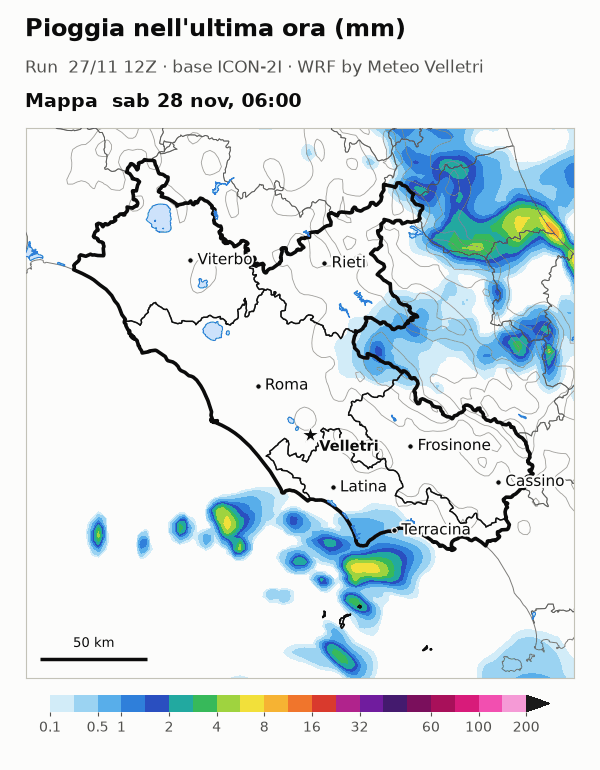 Pioggia nell'ultima ora (mm)
Run  27/11 12Z · base ICON-2I · WRF by Meteo Velletri
Mappa  sab 28 nov, 06:00
Viterbo
Rieti
Roma
Velletri
Frosinone
Latina
Cassino
Terracina
50 km
0.1 0.5 1 2 4 8 16 32 60 100 200